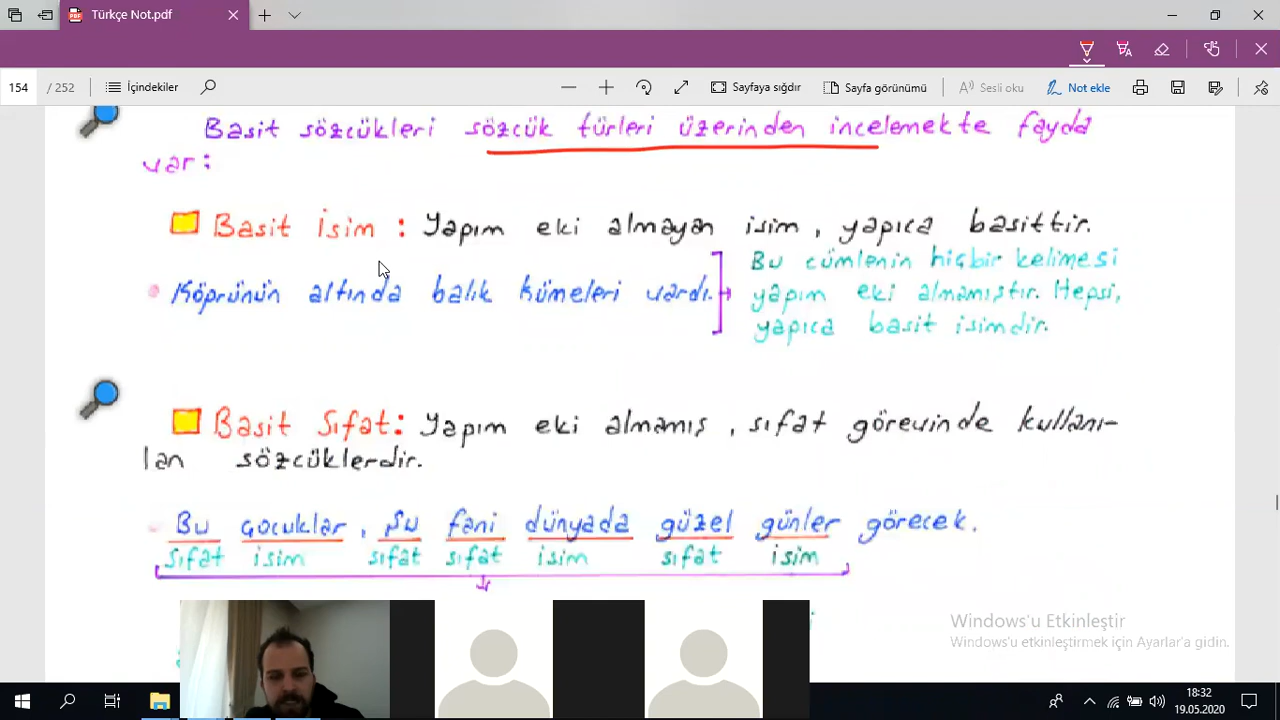 Türkçe Not.pdf
154 / 252 İçindekiler Sayfaya sığdır Sayfa görünümü Sesli oku Not ekle
Basit sözcükleri sözcük türleri üzerinden incelemekte fayda
var:
Basit İsim : Yapım eki almayan isim, yapıca basittir.
Köprünün altında balık kümeleri vardı.
Bu cümlenin hiçbir kelimesi
yapım eki almamıştır. Hepsi,
yapıca basit isimdir.
Basit Sıfat: Yapım eki almamış, sıfat görevinde kullanı-
lan sözcüklerdir.
Bu çocuklar, şu fani dünyada güzel günler görecek.
sıfat isim sıfat sıfat isim sıfat isim
Windows'u Etkinleştir
Windows'u etkinleştirmek için Ayarlar'a gidin.
18:32
19.05.2020